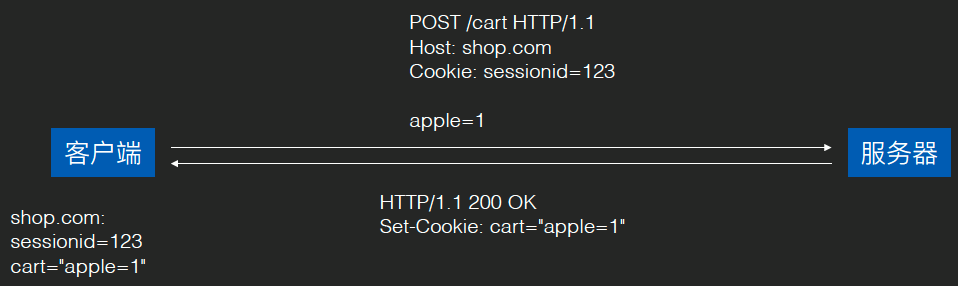 POST /cart HTTP/1.1
Host: shop.com
Cookie: sessionid=123
apple=1
客户端
服务器
HTTP/1.1 200 OK
Set-Cookie: cart="apple=1"
shop.com:
sessionid=123
cart="apple=1"